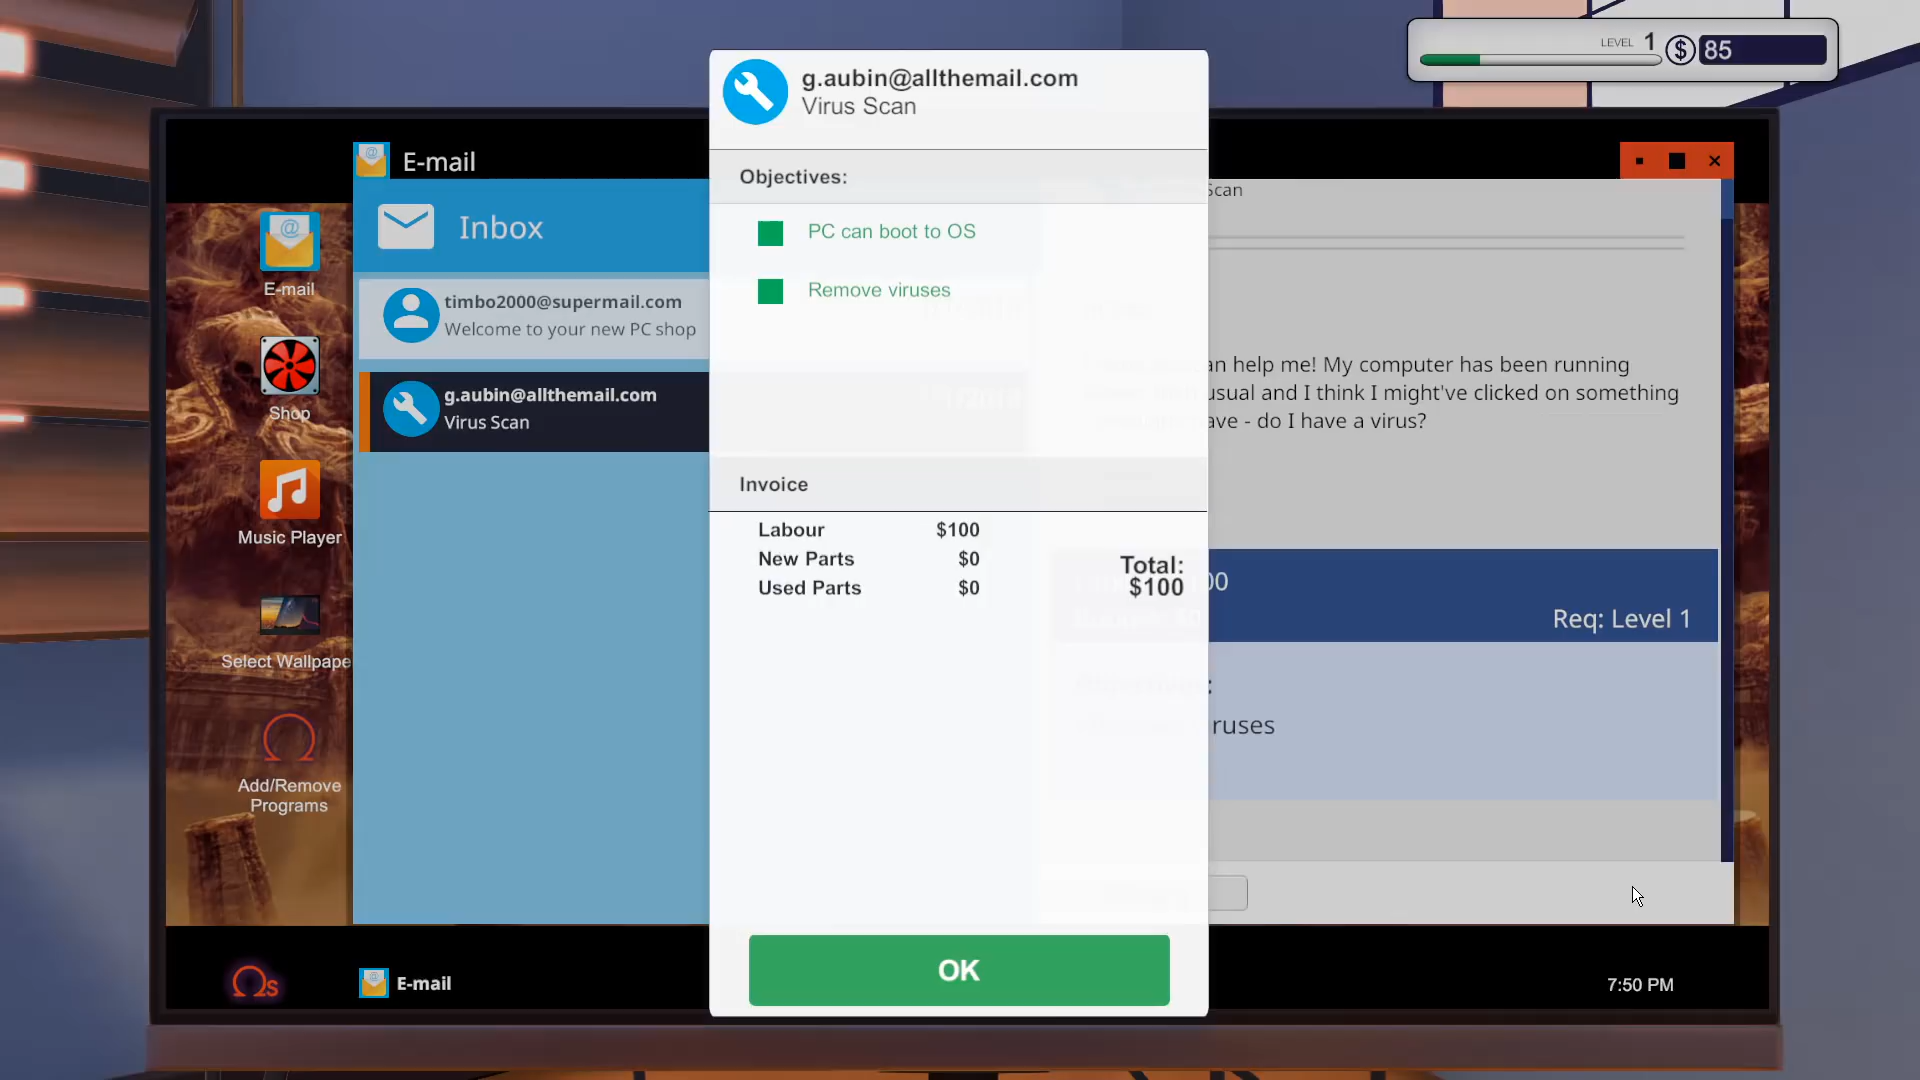 LEVEL 1 $ 85
g.aubin@allthemail.com
Virus Scan
E-mail
Objectives:
Scan
Inbox
PC can boot to OS
E-mail
Remove viruses
timbo2000@supermail.com
Welcome to your new PC shop
an help me! My computer has been running
usual and I think I might've clicked on something
ave - do I have a virus?
g.aubin@allthemail.com
Virus Scan
Shop
Invoice
Labour $100
New Parts $0
Used Parts $0
Total:
$100
00
Req: Level 1
Music Player
Select Wallpape
:
ruses
Add/Remove
Programs
OK
Ωs
E-mail
7:50 PM